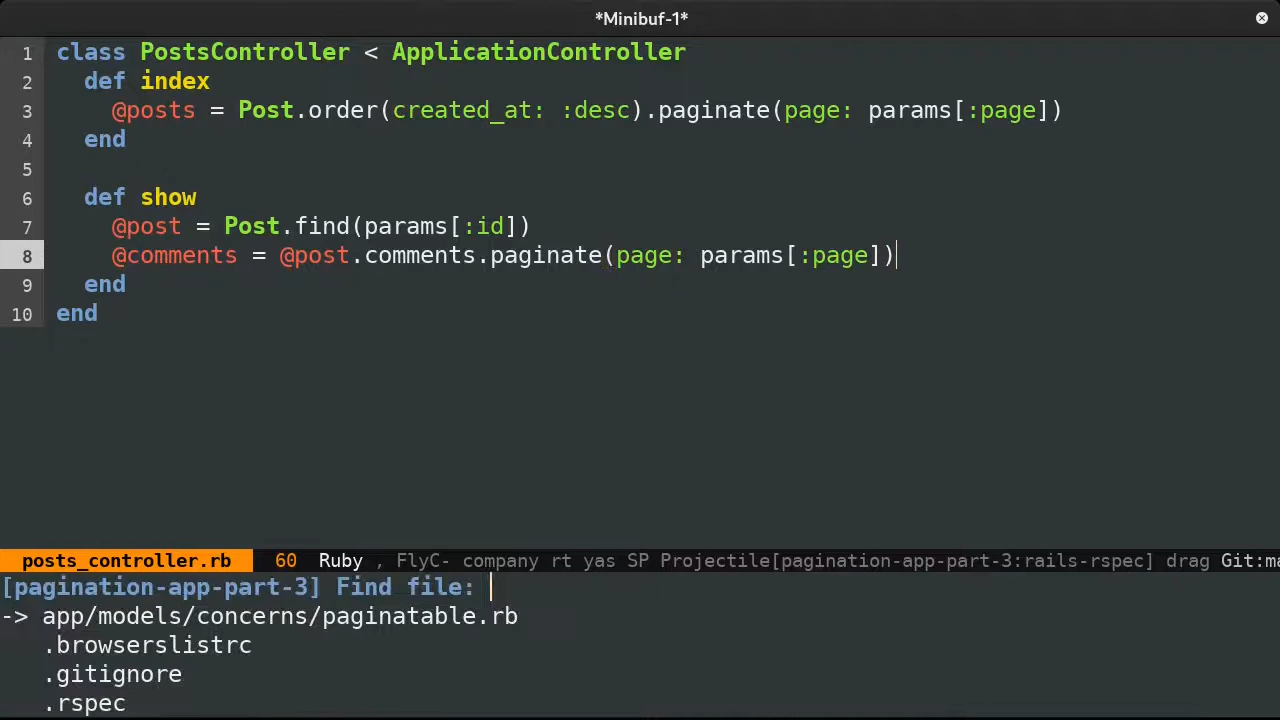 *Minibuf-1*
1 class PostsController < ApplicationController
2 def index
3 @posts = Post.order(created_at: :desc).paginate(page: params[:page])
4 end
5
6 def show
7 @post = Post.find(params[:id])
8 @comments = @post.comments.paginate(page: params[:page])
9 end
10 end
posts_controller.rb 60 Ruby , FlyC- company rt yas SP Projectile[pagination-app-part-3:rails-rspec] drag Git:ma
[pagination-app-part-3] Find file:
-> app/models/concerns/paginatable.rb
.browserslistrc
.gitignore
.rspec